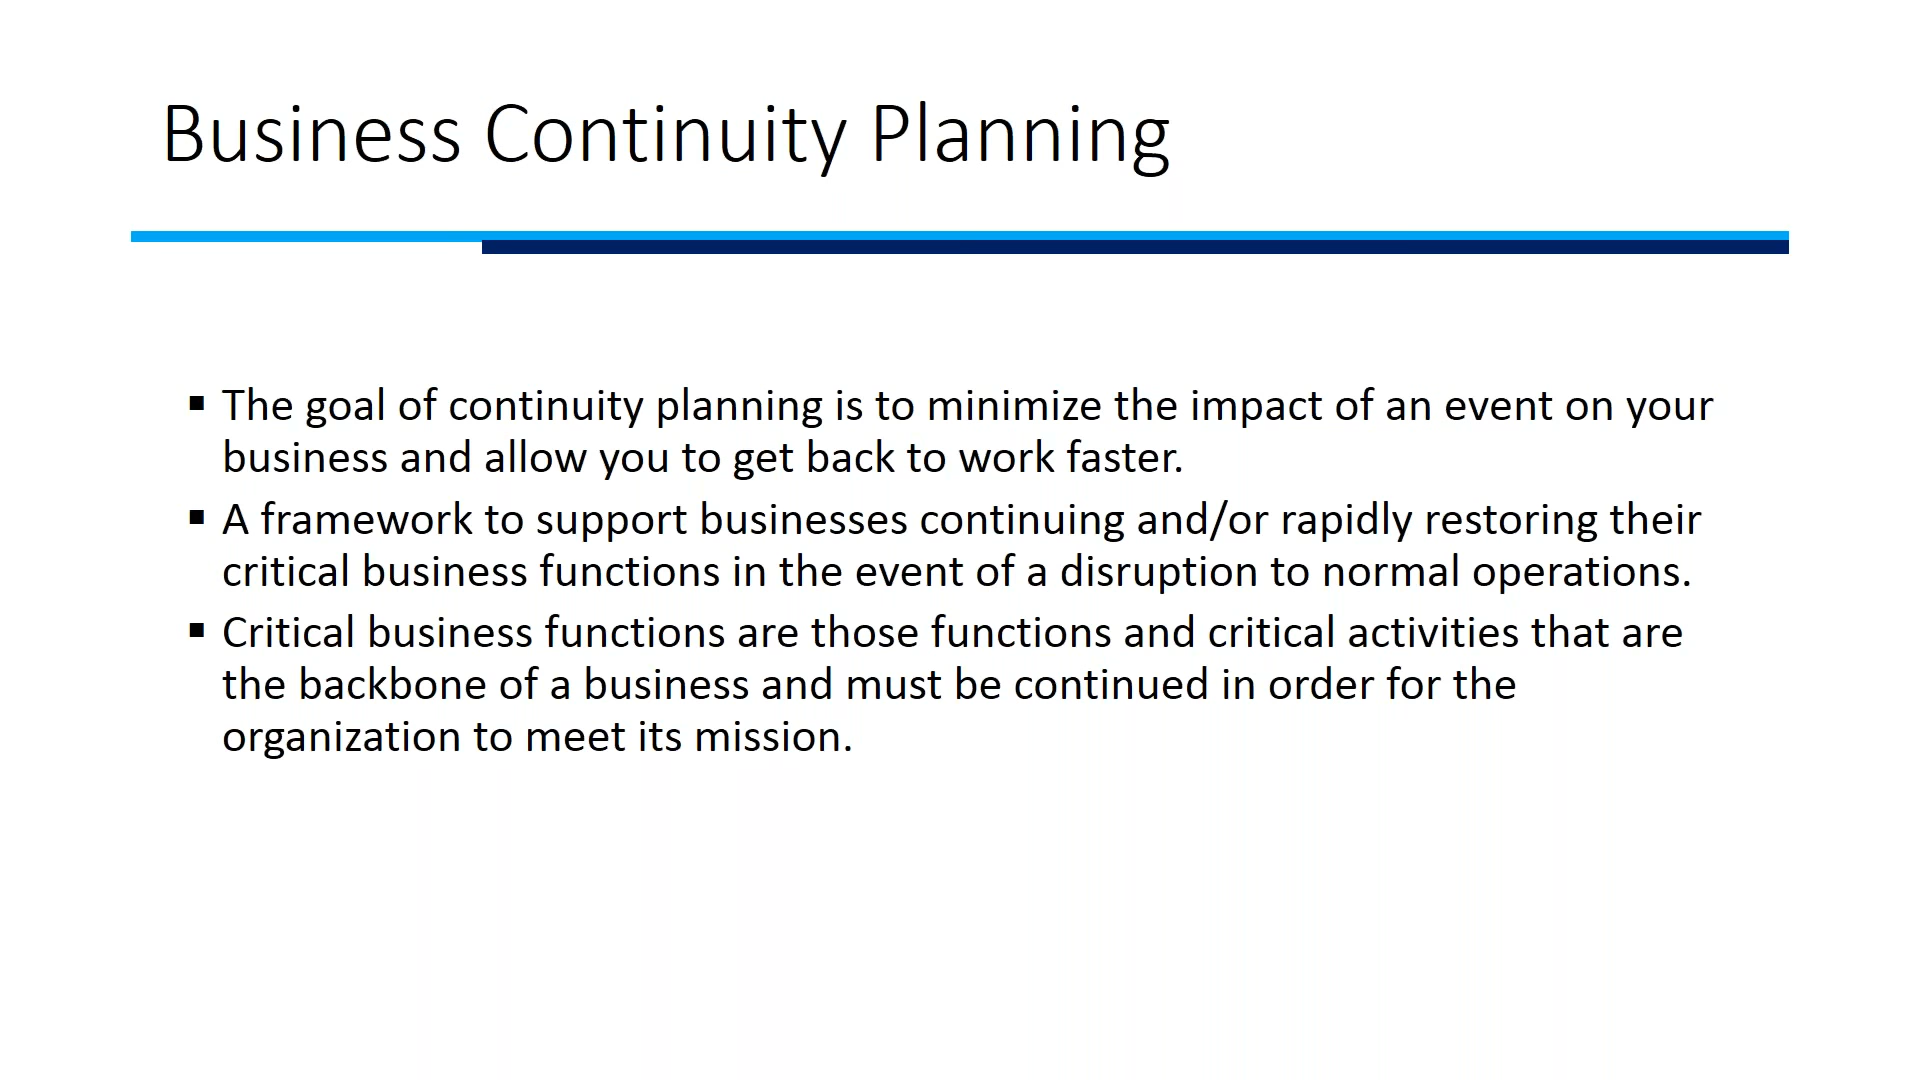 Business Continuity Planning
▪ The goal of continuity planning is to minimize the impact of an event on your
business and allow you to get back to work faster.
▪ A framework to support businesses continuing and/or rapidly restoring their
critical business functions in the event of a disruption to normal operations.
▪ Critical business functions are those functions and critical activities that are
the backbone of a business and must be continued in order for the
organization to meet its mission.